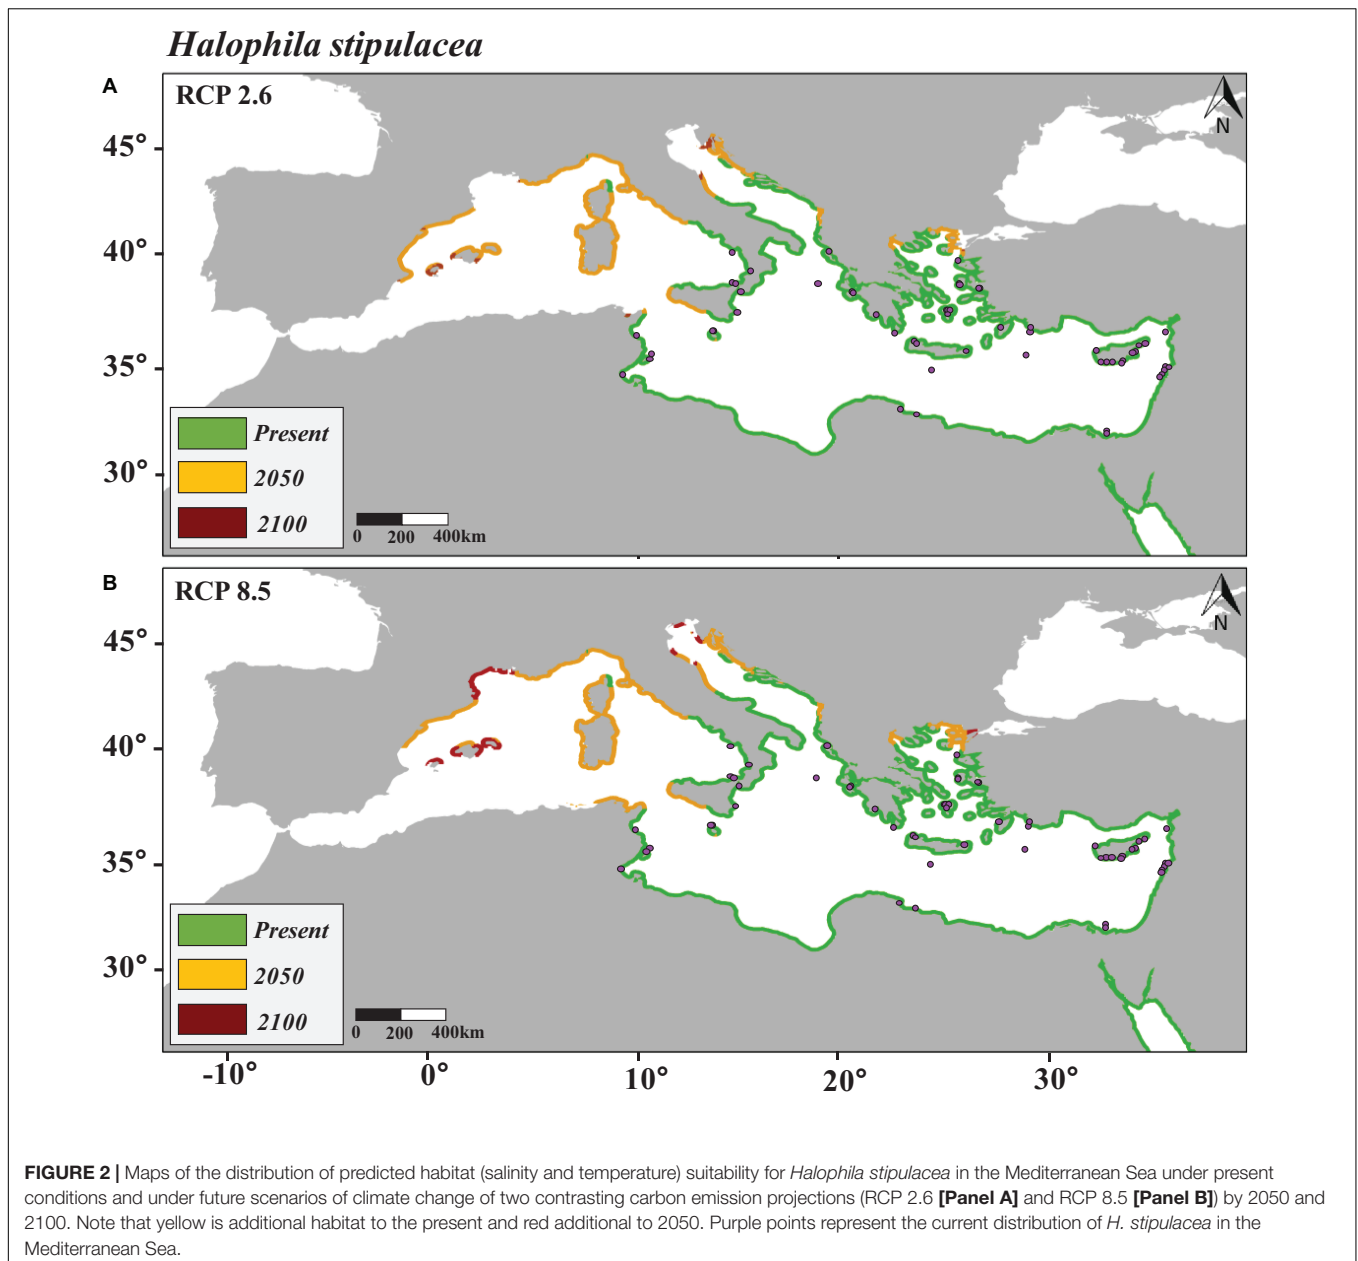 Halophila stipulacea
A
RCP 2.6
N
45°
40°
35°
30°
Present
2050
2100
0 200 400km
B
RCP 8.5
N
45°
40°
35°
30°
Present
2050
2100
0 200 400km
-10° 0° 10° 20° 30°
FIGURE 2 | Maps of the distribution of predicted habitat (salinity and temperature) suitability for Halophila stipulacea in the Mediterranean Sea under present
conditions and under future scenarios of climate change of two contrasting carbon emission projections (RCP 2.6 [Panel A] and RCP 8.5 [Panel B]) by 2050 and
2100. Note that yellow is additional habitat to the present and red additional to 2050. Purple points represent the current distribution of H. stipulacea in the
Mediterranean Sea.